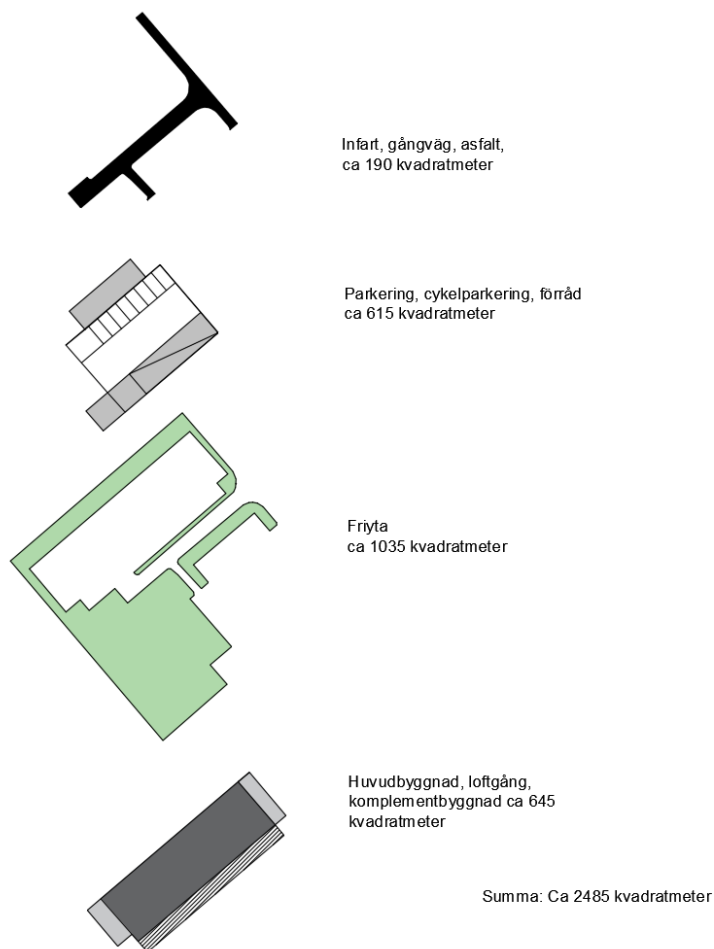 Infart, gångväg, asfalt,
ca 190 kvadratmeter
Parkering, cykelparkering, förråd
ca 615 kvadratmeter
Friyta
ca 1035 kvadratmeter
Huvudbyggnad, loftgång,
komplementbyggnad ca 645
kvadratmeter
Summa: Ca 2485 kvadratmeter